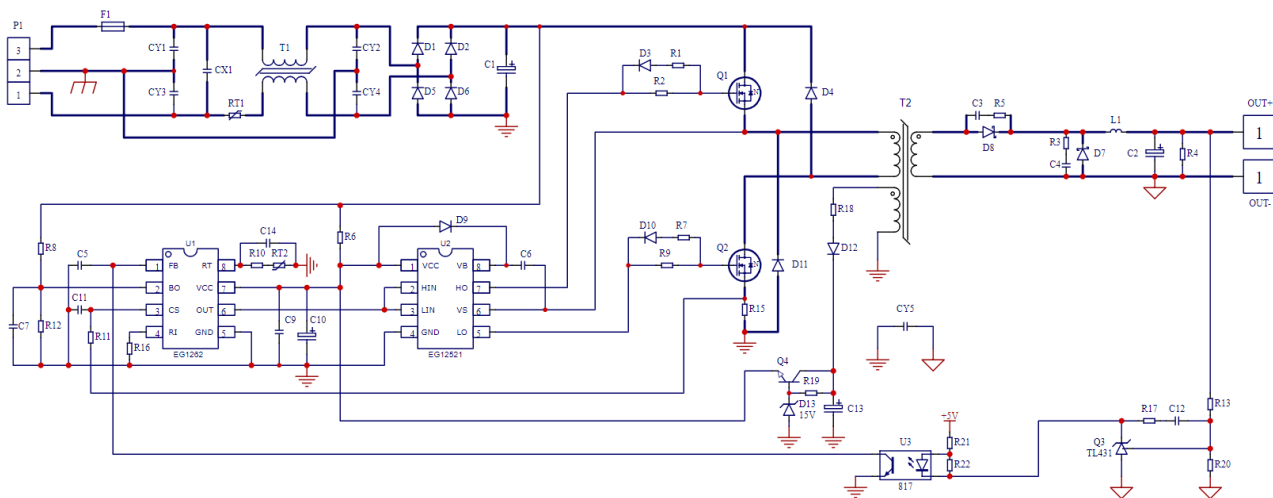 P1
F1
3
2
1
CY1
CY3
CX1
T1
RT1
CY2
CY4
D1
D2
D5
D6
C1
D3
R1
R2
Q1
N
D4
T2
C3
R5
D8
R3
C4
D7
L1
C2
R4
OUT+
1
1
OUT-
R8
C5
U1
C14
R10
RT2
R6
D9
U2
C6
D10
R7
R9
Q2
N
D11
R18
D12
1
FB
RT
8
2
BO
VCC
7
3
CS
OUT
6
4
RI
GND
5
EG1262
1
VCC
VB
8
2
HIN
HO
7
3
LIN
VS
6
4
GND
LO
5
EG12521
C11
C7
R12
R11
R16
C9
C10
R15
CY5
Q4
R19
D13
15V
C13
+5V
R21
R22
U3
817
R17
C12
R13
Q3
TL431
R20